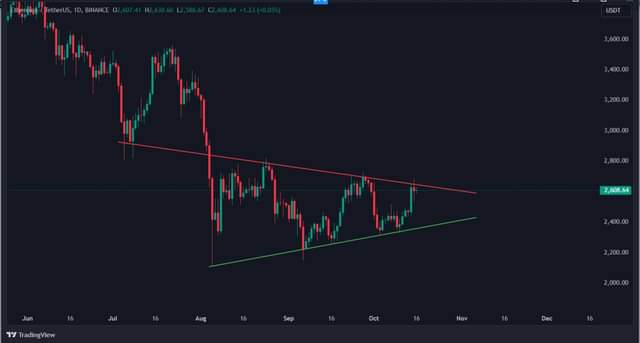 TetherUS, 1D, BINANCE O2,607.41 H2,630.60 L2,588.67 C2,608.64 +1.23 (+0.05%)
USDT
3,600.00
3,400.00
3,200.00
3,000.00
2,800.00
2,608.64
2,400.00
2,200.00
2,000.00
Jun 16 Jul 16 Aug 16 Sep 16 Oct 16 Nov 16 Dec 16
TradingView